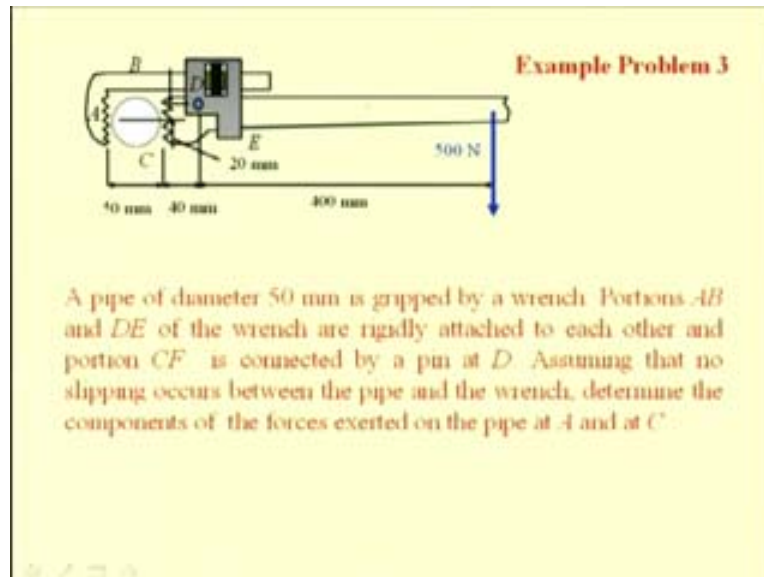 Example Problem 3
B
D
A
E
C
20 mm
500 N
50 mm 40 mm
400 mm
A pipe of diameter 50 mm is gripped by a wrench. Portions AB
and DE of the wrench are rigidly attached to each other and
portion CF is connected by a pin at D. Assuming that no
slipping occurs between the pipe and the wrench, determine the
components of the forces exerted on the pipe at A and at C